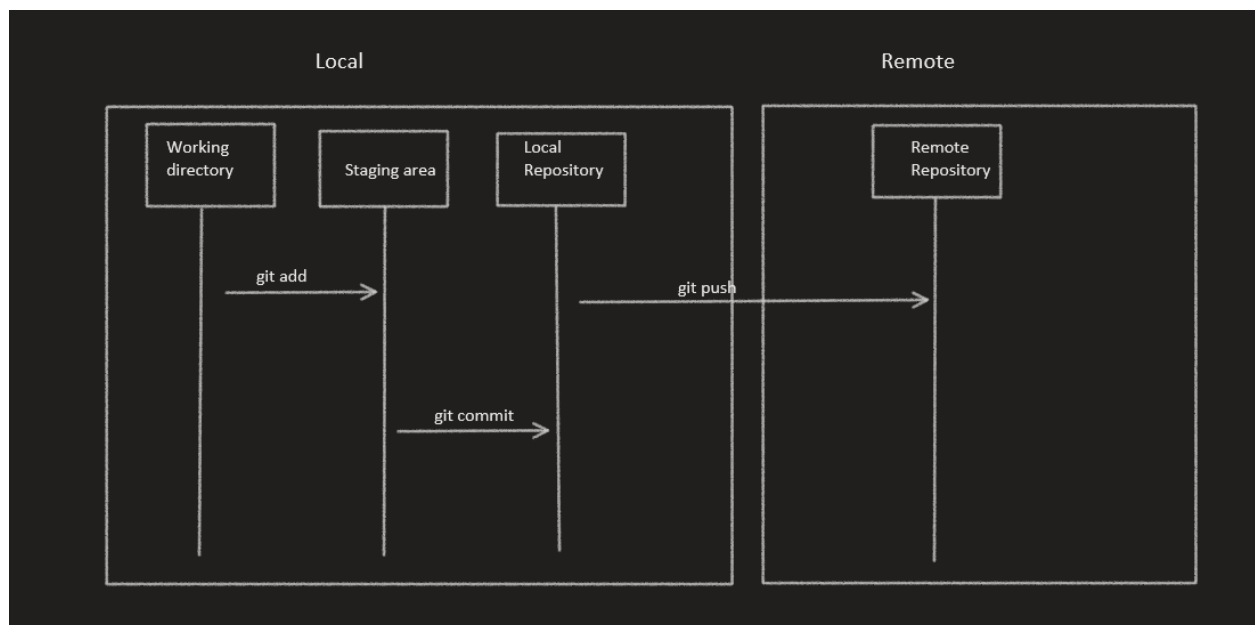 Local
Remote
Working
directory
Staging area
Local
Repository
Remote
Repository
git add
git push
git commit